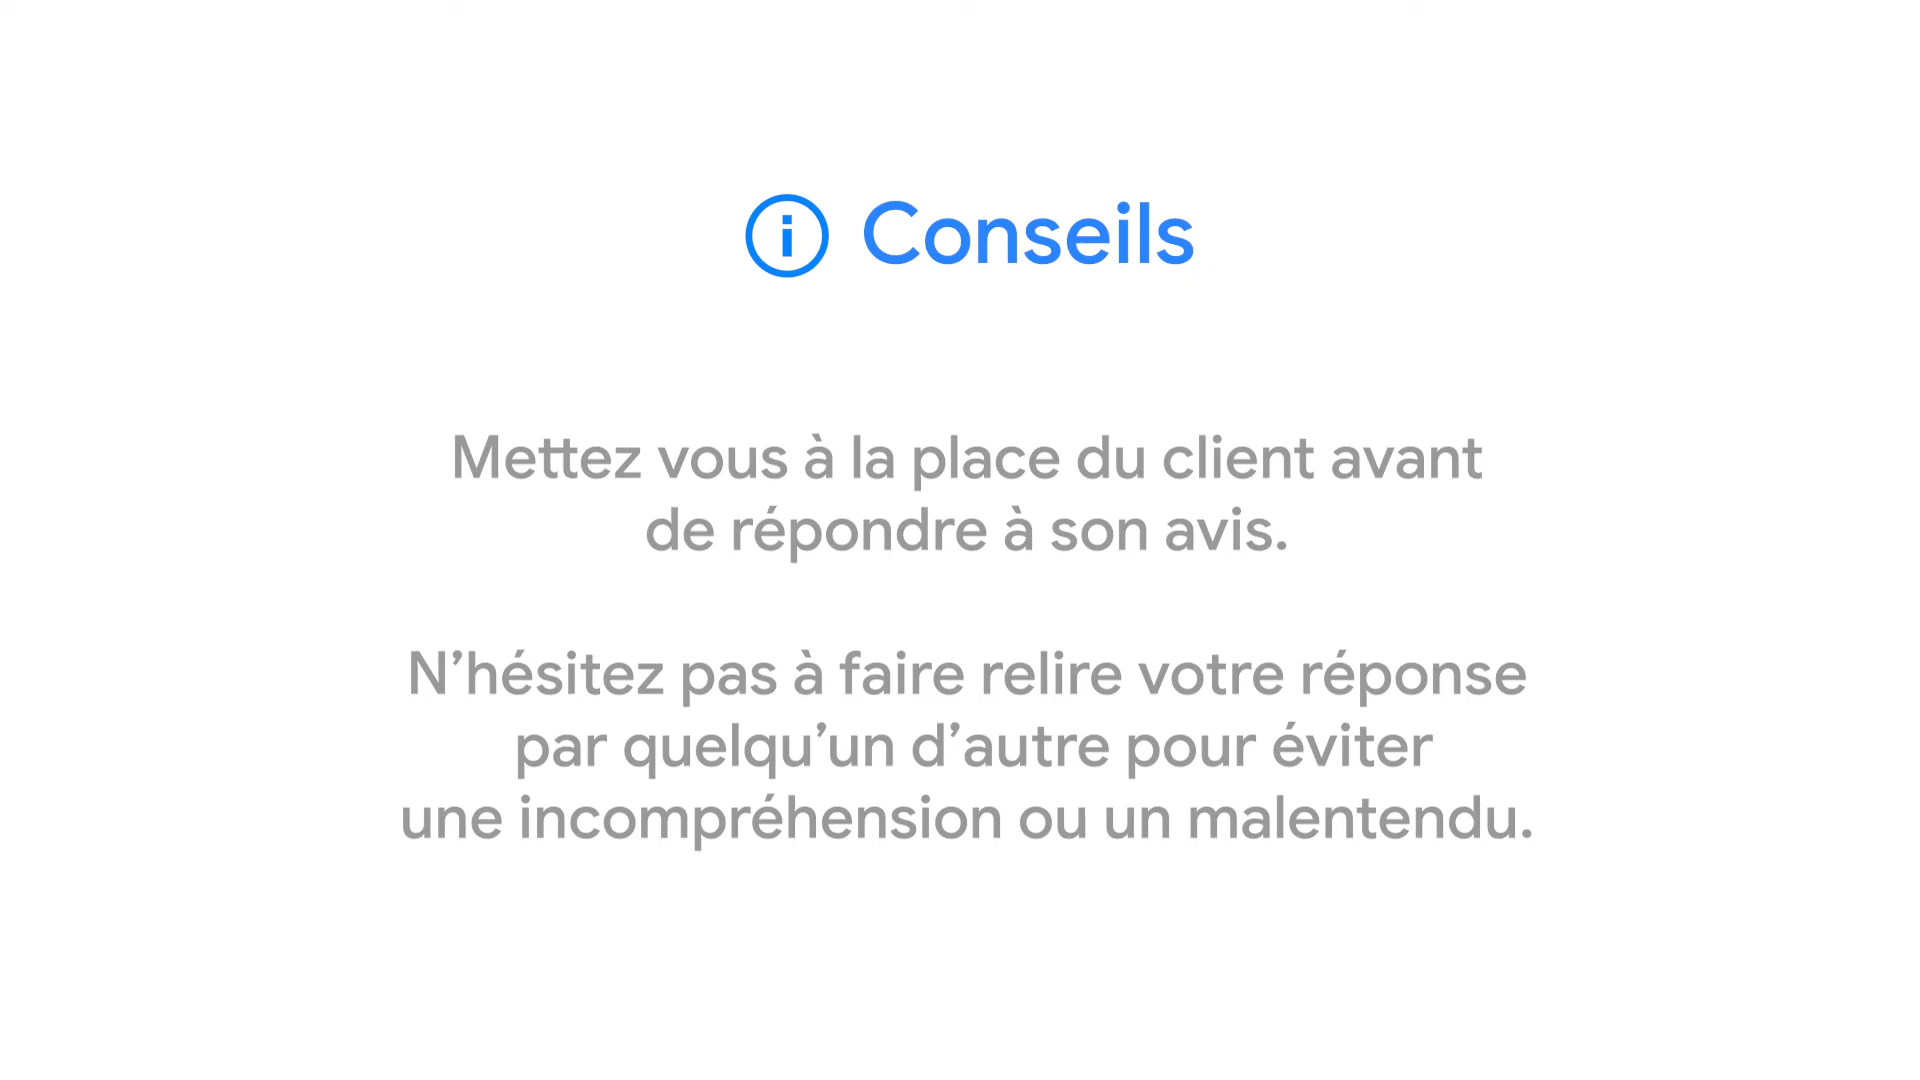 Conseils
Mettez vous à la place du client avant
de répondre à son avis.
N’hésitez pas à faire relire votre réponse
par quelqu’un d’autre pour éviter
une incompréhension ou un malentendu.